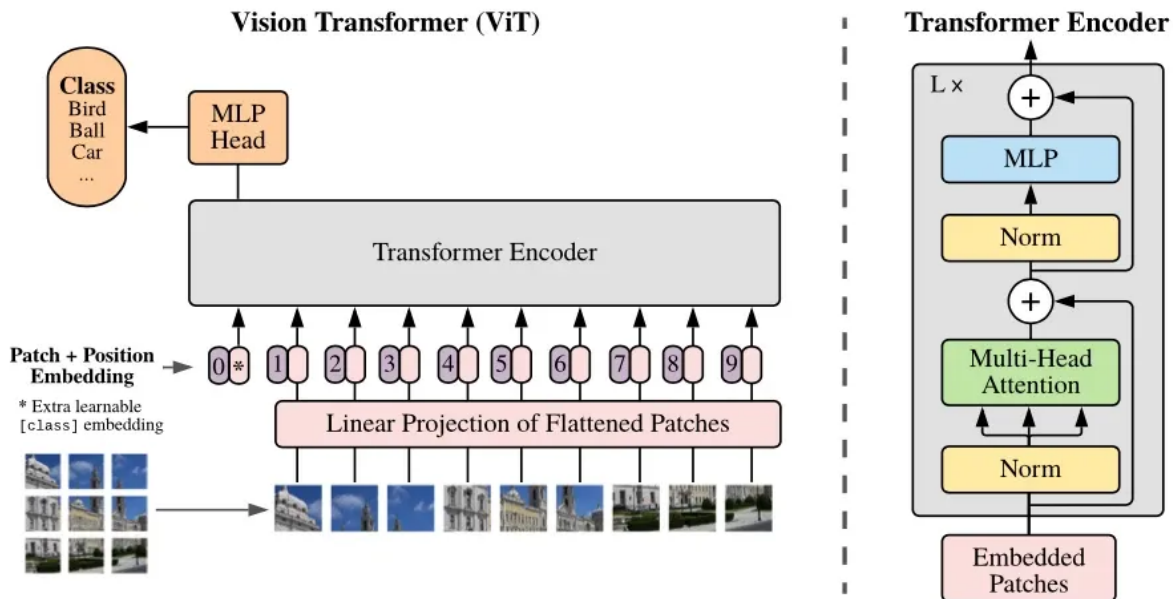 Vision Transformer (ViT)
Class
Bird
Ball
Car
...
MLP
Head
Transformer Encoder
Patch + Position
Embedding
0 * 1 2 3 4 5 6 7 8 9
* Extra learnable
[class] embedding
Linear Projection of Flattened Patches
Transformer Encoder
L ×
+
MLP
Norm
+
Multi-Head
Attention
Norm
Embedded
Patches